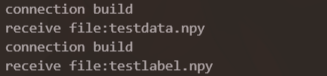 connection build
receive file:testdata.npy
connection build
receive file:testlabel.npy